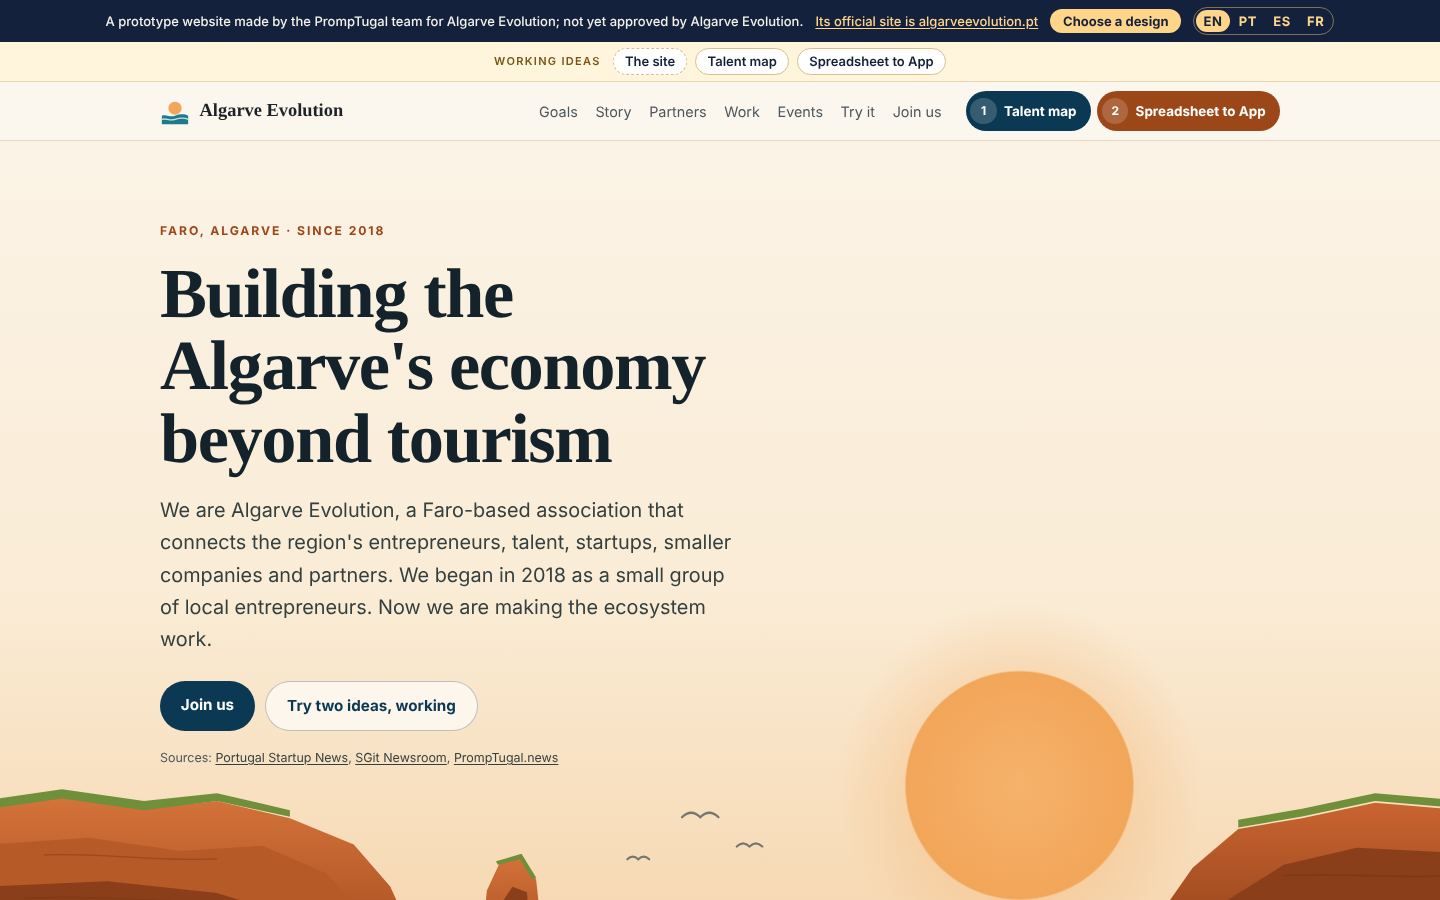 A prototype website made by the PrompTugal team for Algarve Evolution; not yet approved by Algarve Evolution. Its official site is algarveevolution.pt Choose a design EN PT ES FR
WORKING IDEAS The site Talent map Spreadsheet to App
Algarve Evolution Goals Story Partners Work Events Try it Join us 1 Talent map 2 Spreadsheet to App
FARO, ALGARVE · SINCE 2018
Building the
Algarve's economy
beyond tourism
We are Algarve Evolution, a Faro-based association that
connects the region's entrepreneurs, talent, startups, smaller
companies and partners. We began in 2018 as a small group
of local entrepreneurs. Now we are making the ecosystem
work.
Join us Try two ideas, working
Sources: Portugal Startup News, SGit Newsroom, PrompTugal.news